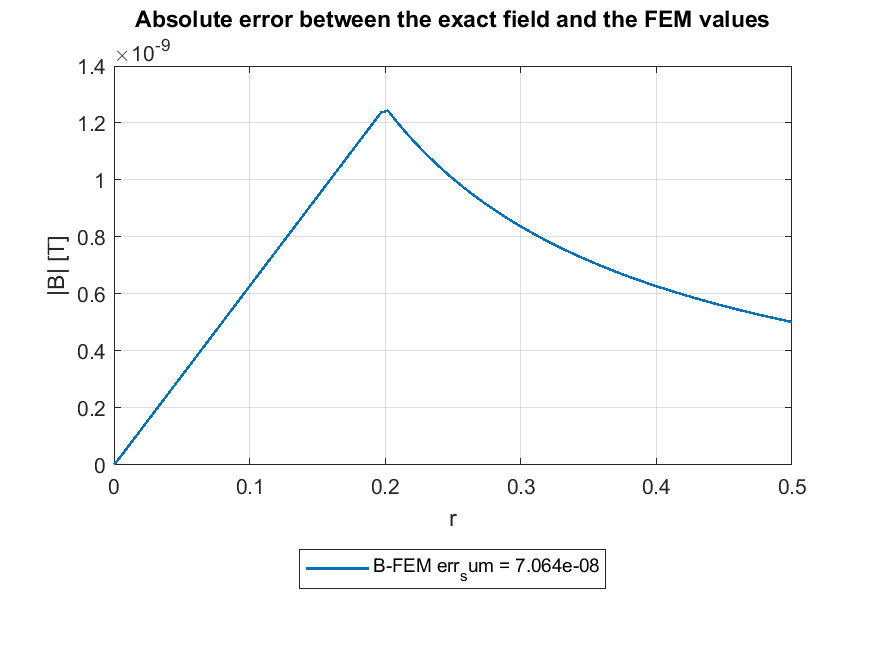 Absolute error between the exact field and the FEM values
×10-9
1.4
1.2
1
0.8
0.6
0.4
0.2
0
|B| [T]
0 0.1 0.2 0.3 0.4 0.5
r
B-FEM errsum = 7.064e-08